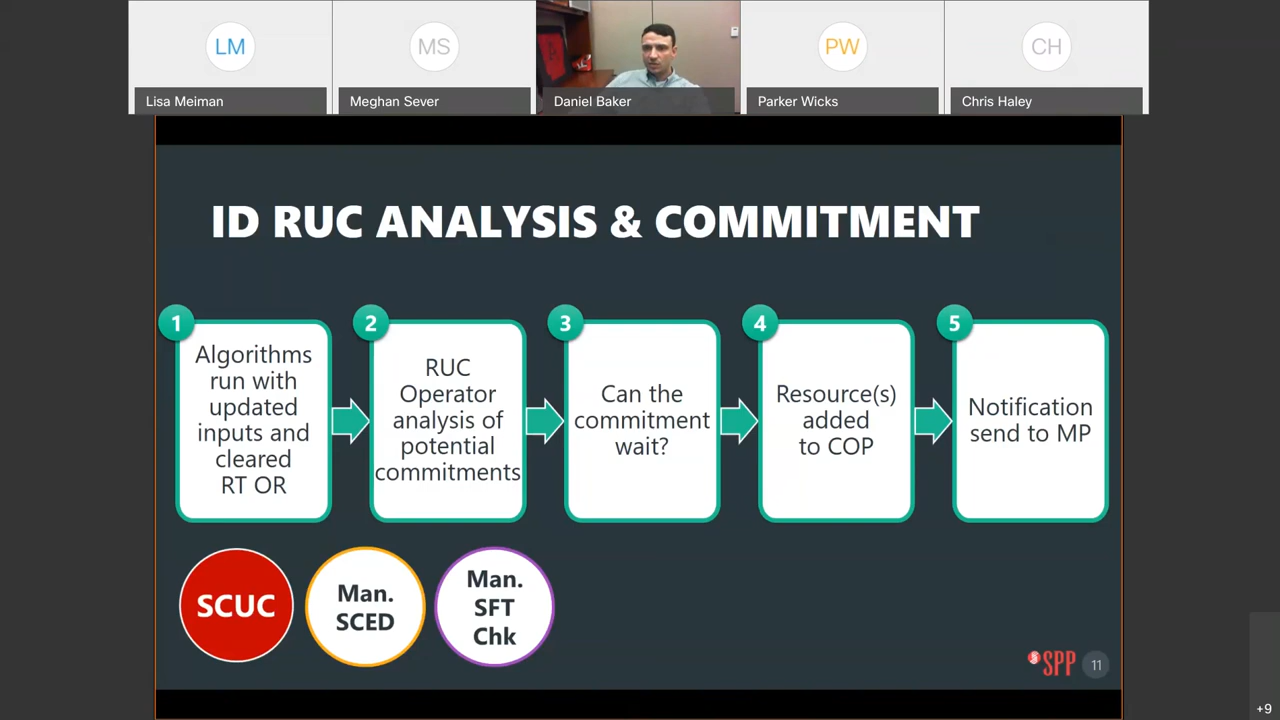 LM
MS
PW
CH
Lisa Meiman
Meghan Sever
Daniel Baker
Parker Wicks
Chris Haley
ID RUC ANALYSIS & COMMITMENT
1
Algorithms
run with
updated
inputs and
cleared
RT OR
2
RUC
Operator
analysis of
potential
commitments
3
Can the
commitment
wait?
4
Resource(s)
added
to COP
5
Notification
send to MP
SCUC
Man.
SCED
Man.
SFT
Chk
SPP
11
+9